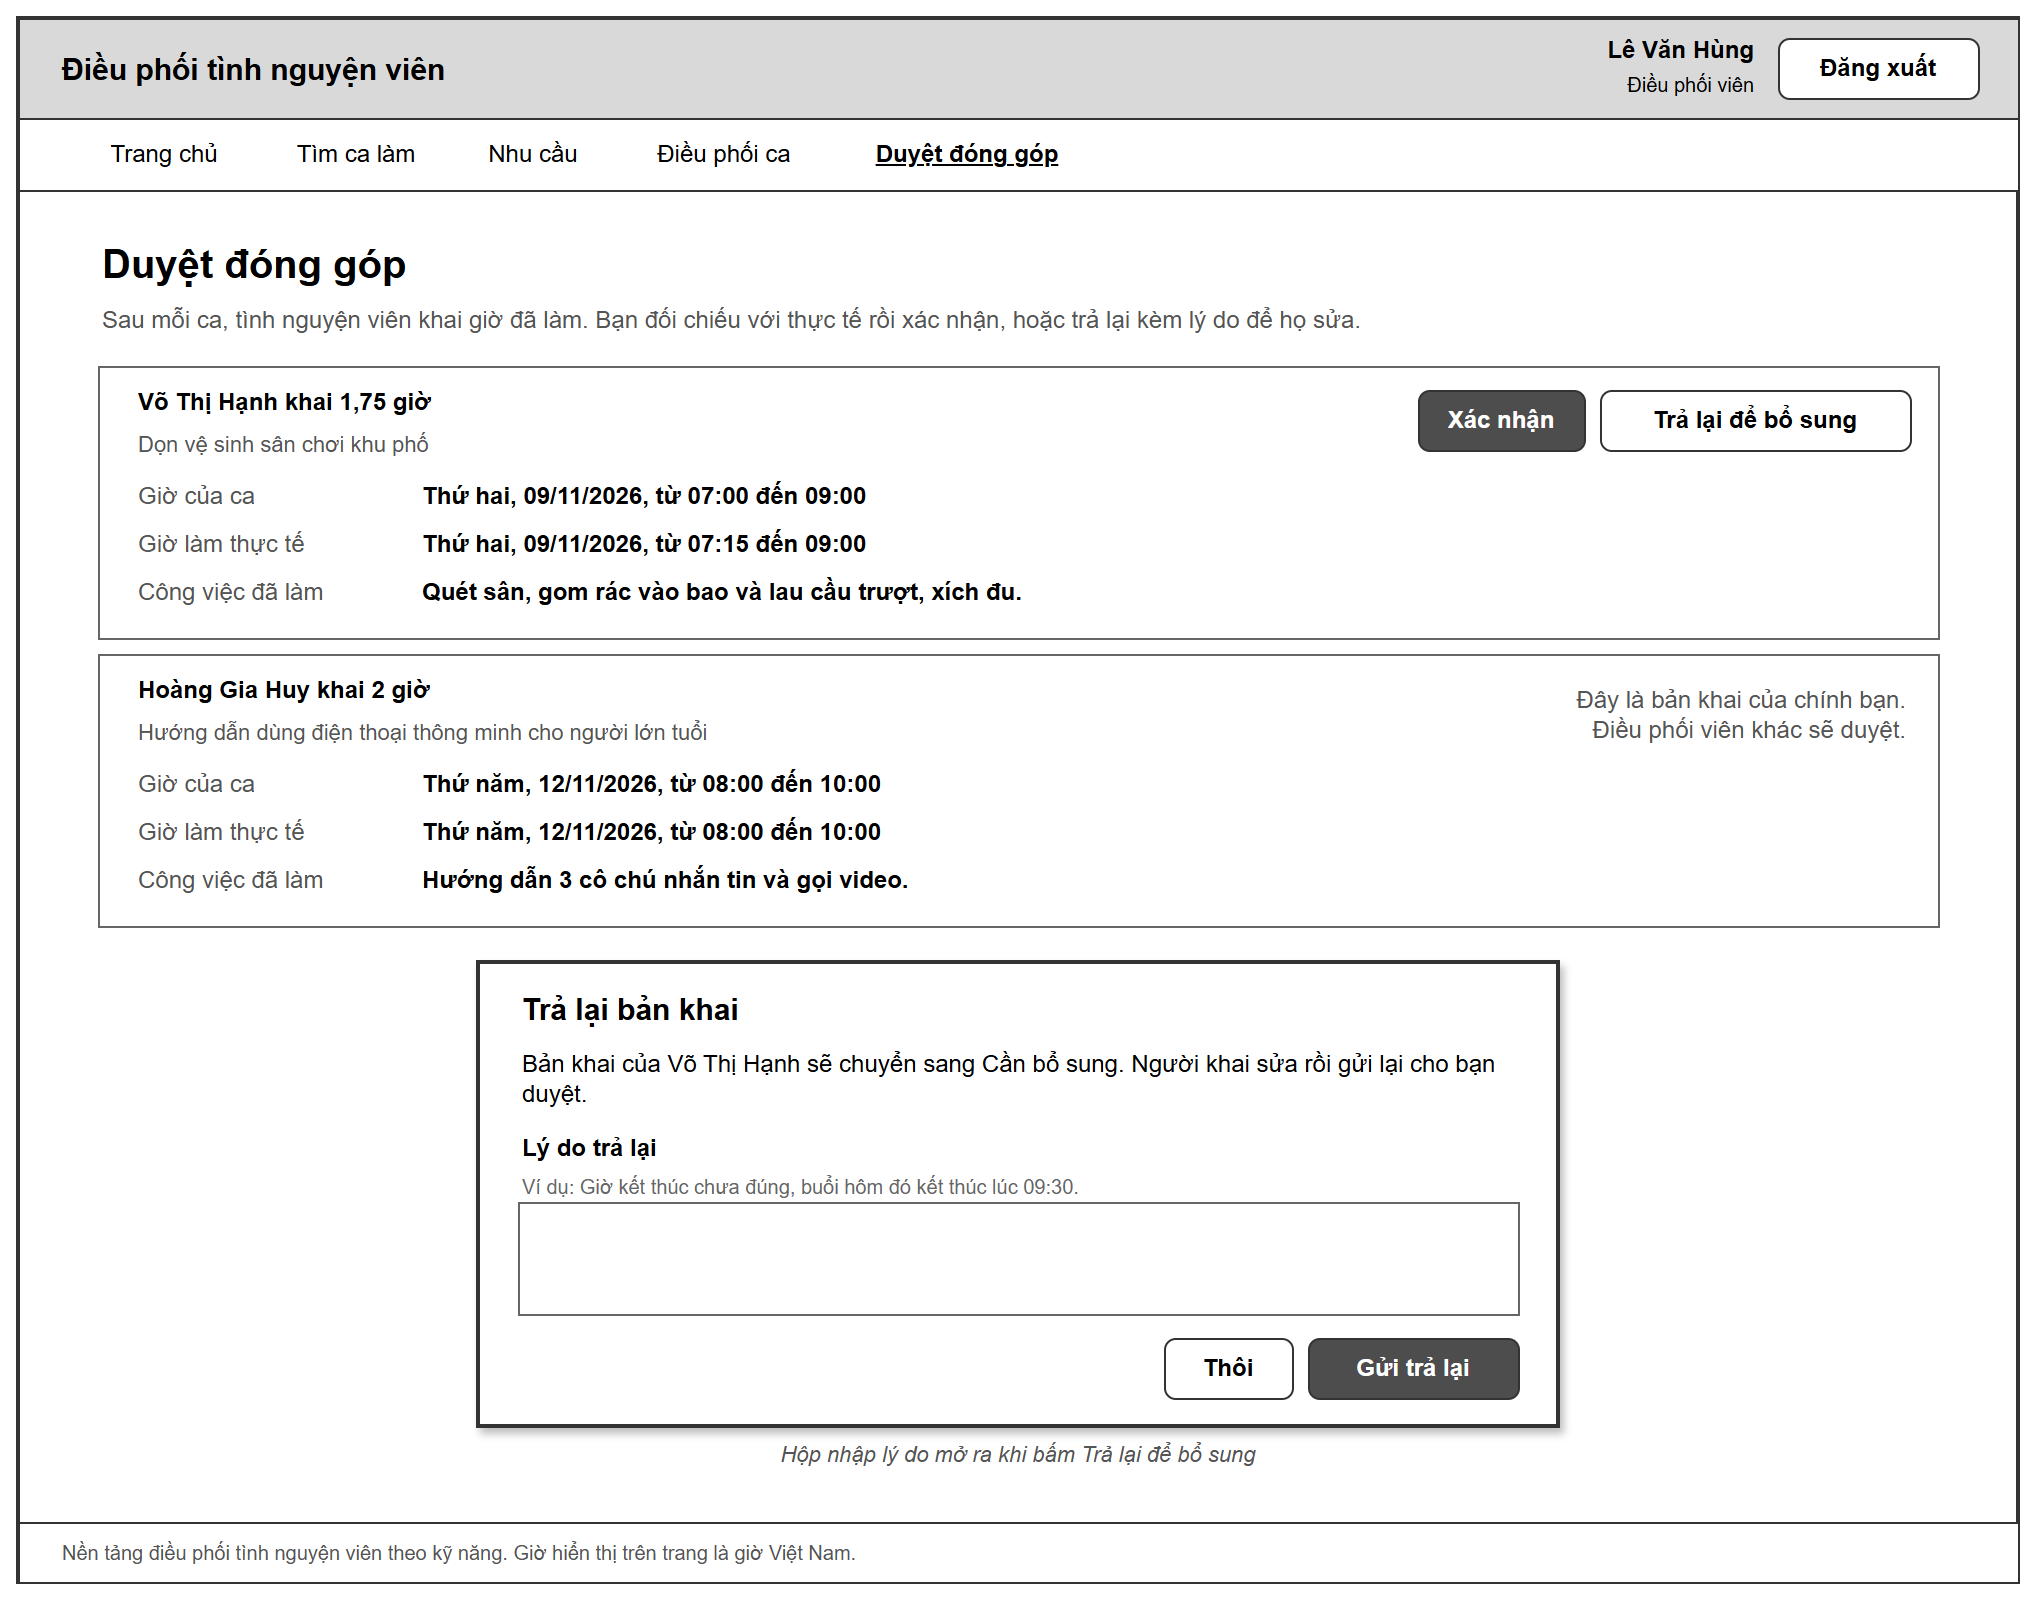 Điều phối tình nguyện viên
Lê Văn Hùng
Điều phối viên
Đăng xuất
Trang chủ
Tìm ca làm
Nhu cầu
Điều phối ca
Duyệt đóng góp
Duyệt đóng góp
Sau mỗi ca, tình nguyện viên khai giờ đã làm. Bạn đối chiếu với thực tế rồi xác nhận, hoặc trả lại kèm lý do để họ sửa.
Võ Thị Hạnh khai 1,75 giờ
Xác nhận
Trả lại để bổ sung
Dọn vệ sinh sân chơi khu phố
Giờ của ca
Thứ hai, 09/11/2026, từ 07:00 đến 09:00
Giờ làm thực tế
Thứ hai, 09/11/2026, từ 07:15 đến 09:00
Công việc đã làm
Quét sân, gom rác vào bao và lau cầu trượt, xích đu.
Hoàng Gia Huy khai 2 giờ
Đây là bản khai của chính bạn.
Điều phối viên khác sẽ duyệt.
Hướng dẫn dùng điện thoại thông minh cho người lớn tuổi
Giờ của ca
Thứ năm, 12/11/2026, từ 08:00 đến 10:00
Giờ làm thực tế
Thứ năm, 12/11/2026, từ 08:00 đến 10:00
Công việc đã làm
Hướng dẫn 3 cô chú nhắn tin và gọi video.
Trả lại bản khai
Bản khai của Võ Thị Hạnh sẽ chuyển sang Cần bổ sung. Người khai sửa rồi gửi lại cho bạn
duyệt.
Lý do trả lại
Ví dụ: Giờ kết thúc chưa đúng, buổi hôm đó kết thúc lúc 09:30.
Thôi
Gửi trả lại
Hộp nhập lý do mở ra khi bấm Trả lại để bổ sung
Nền tảng điều phối tình nguyện viên theo kỹ năng. Giờ hiển thị trên trang là giờ Việt Nam.